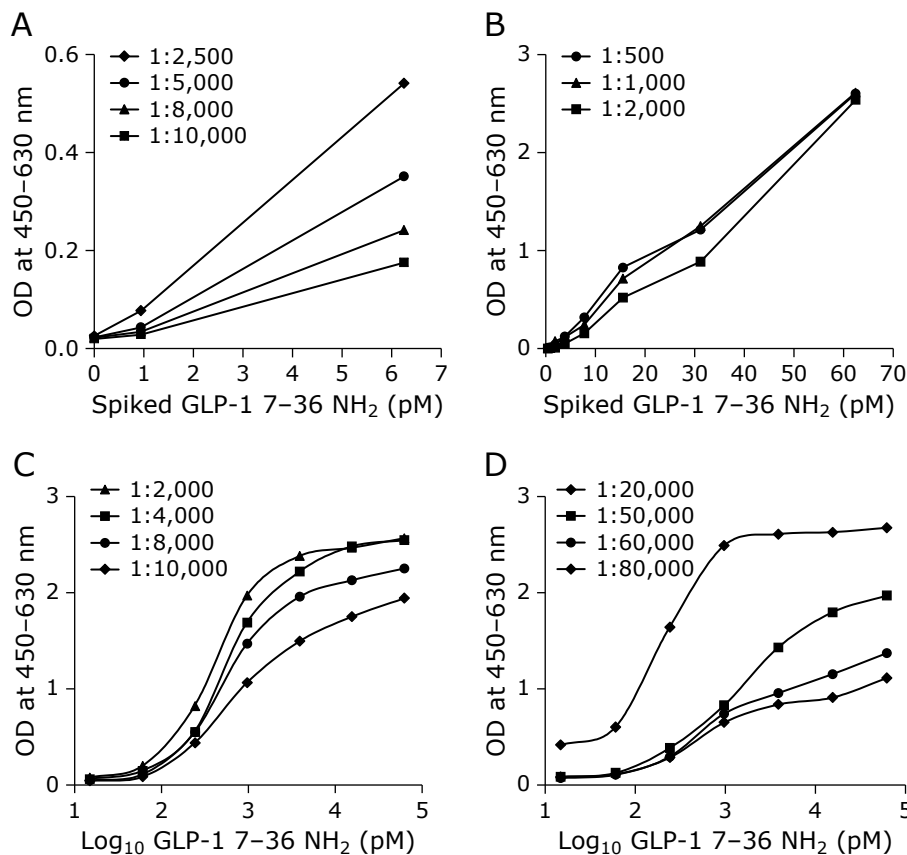 A
0.6
0.4
0.2
0.0
OD at 450–630 nm
1:2,500
1:5,000
1:8,000
1:10,000
0 1 2 3 4 5 6 7
Spiked GLP-1 7–36 NH₂ (pM)
B
3
2
1
0
OD at 450–630 nm
1:500
1:1,000
1:2,000
0 10 20 30 40 50 60 70
Spiked GLP-1 7–36 NH₂ (pM)
C
3
2
1
0
OD at 450–630 nm
1:2,000
1:4,000
1:8,000
1:10,000
1 2 3 4 5
Log₁₀ GLP-1 7–36 NH₂ (pM)
D
3
2
1
0
OD at 450–630 nm
1:20,000
1:50,000
1:60,000
1:80,000
1 2 3 4 5
Log₁₀ GLP-1 7–36 NH₂ (pM)